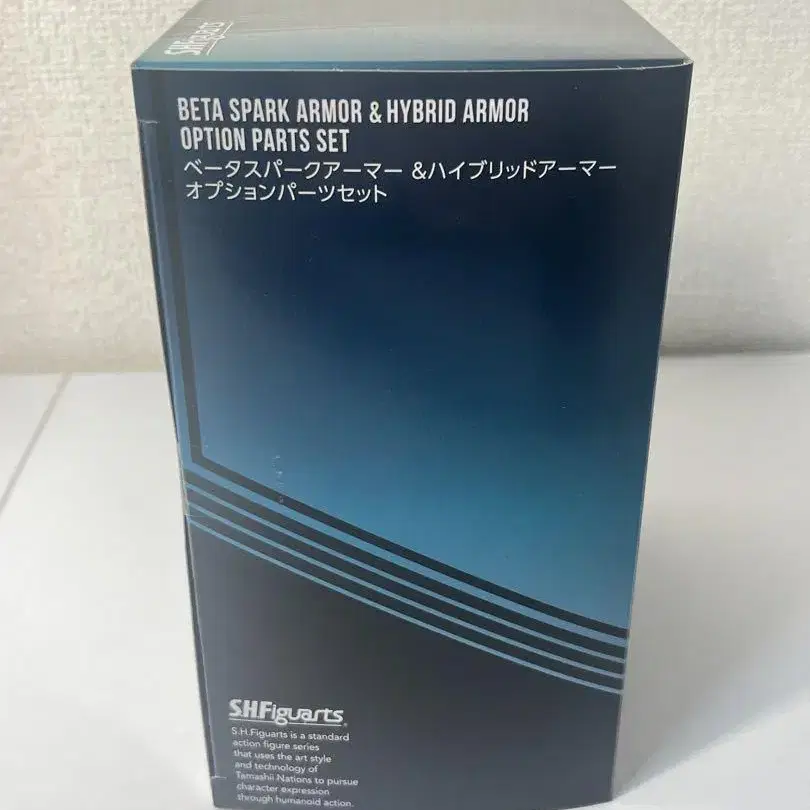 S.H.Figuarts
BETA SPARK ARMOR & HYBRID ARMOR
OPTION PARTS SET
ベータスパークアーマー &ハイブリッドアーマー
オプションパーツセット
S.H.Figuarts
S.H.Figuarts is a standard
action figure series
that uses the art style
and technology of
Tamashii Nations to pursue
character expression
through humanoid action.